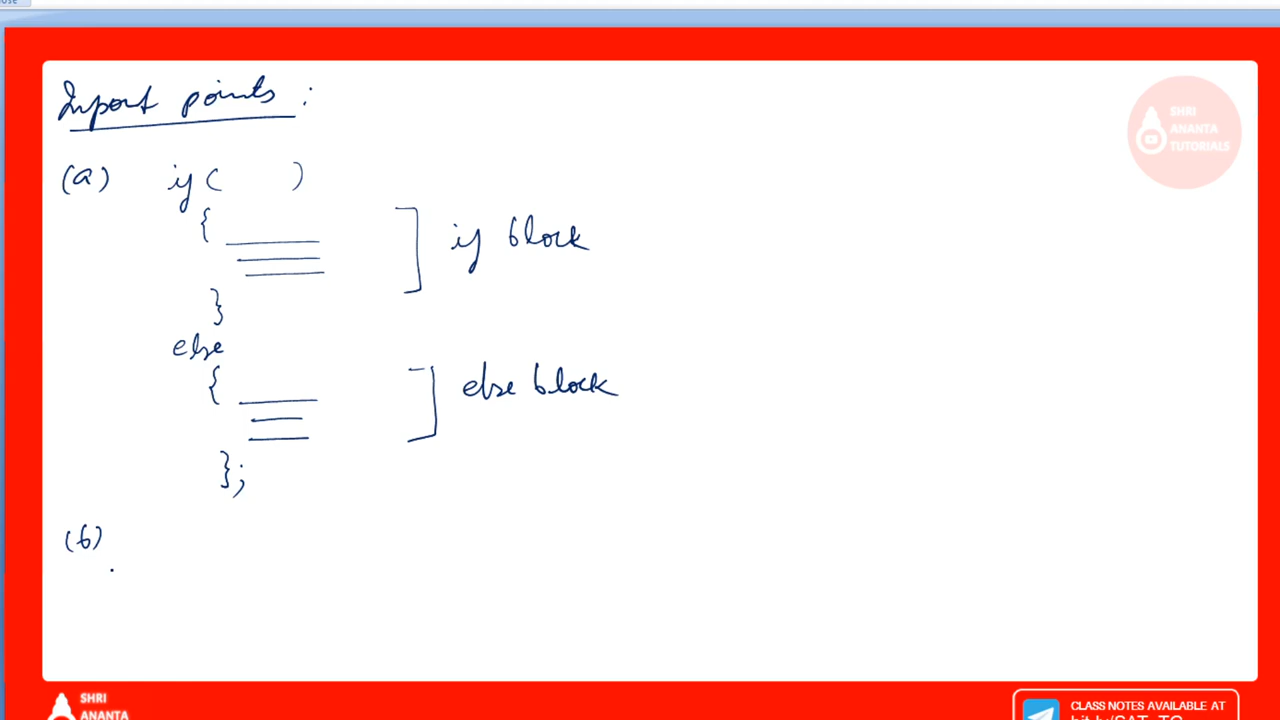 Import points :
(a) if ( )
{
if block
}
else
{
else block
};
(b)
SHRI
ANANTA
TUTORIALS
SHRI
ANANTA
CLASS NOTES AVAILABLE AT